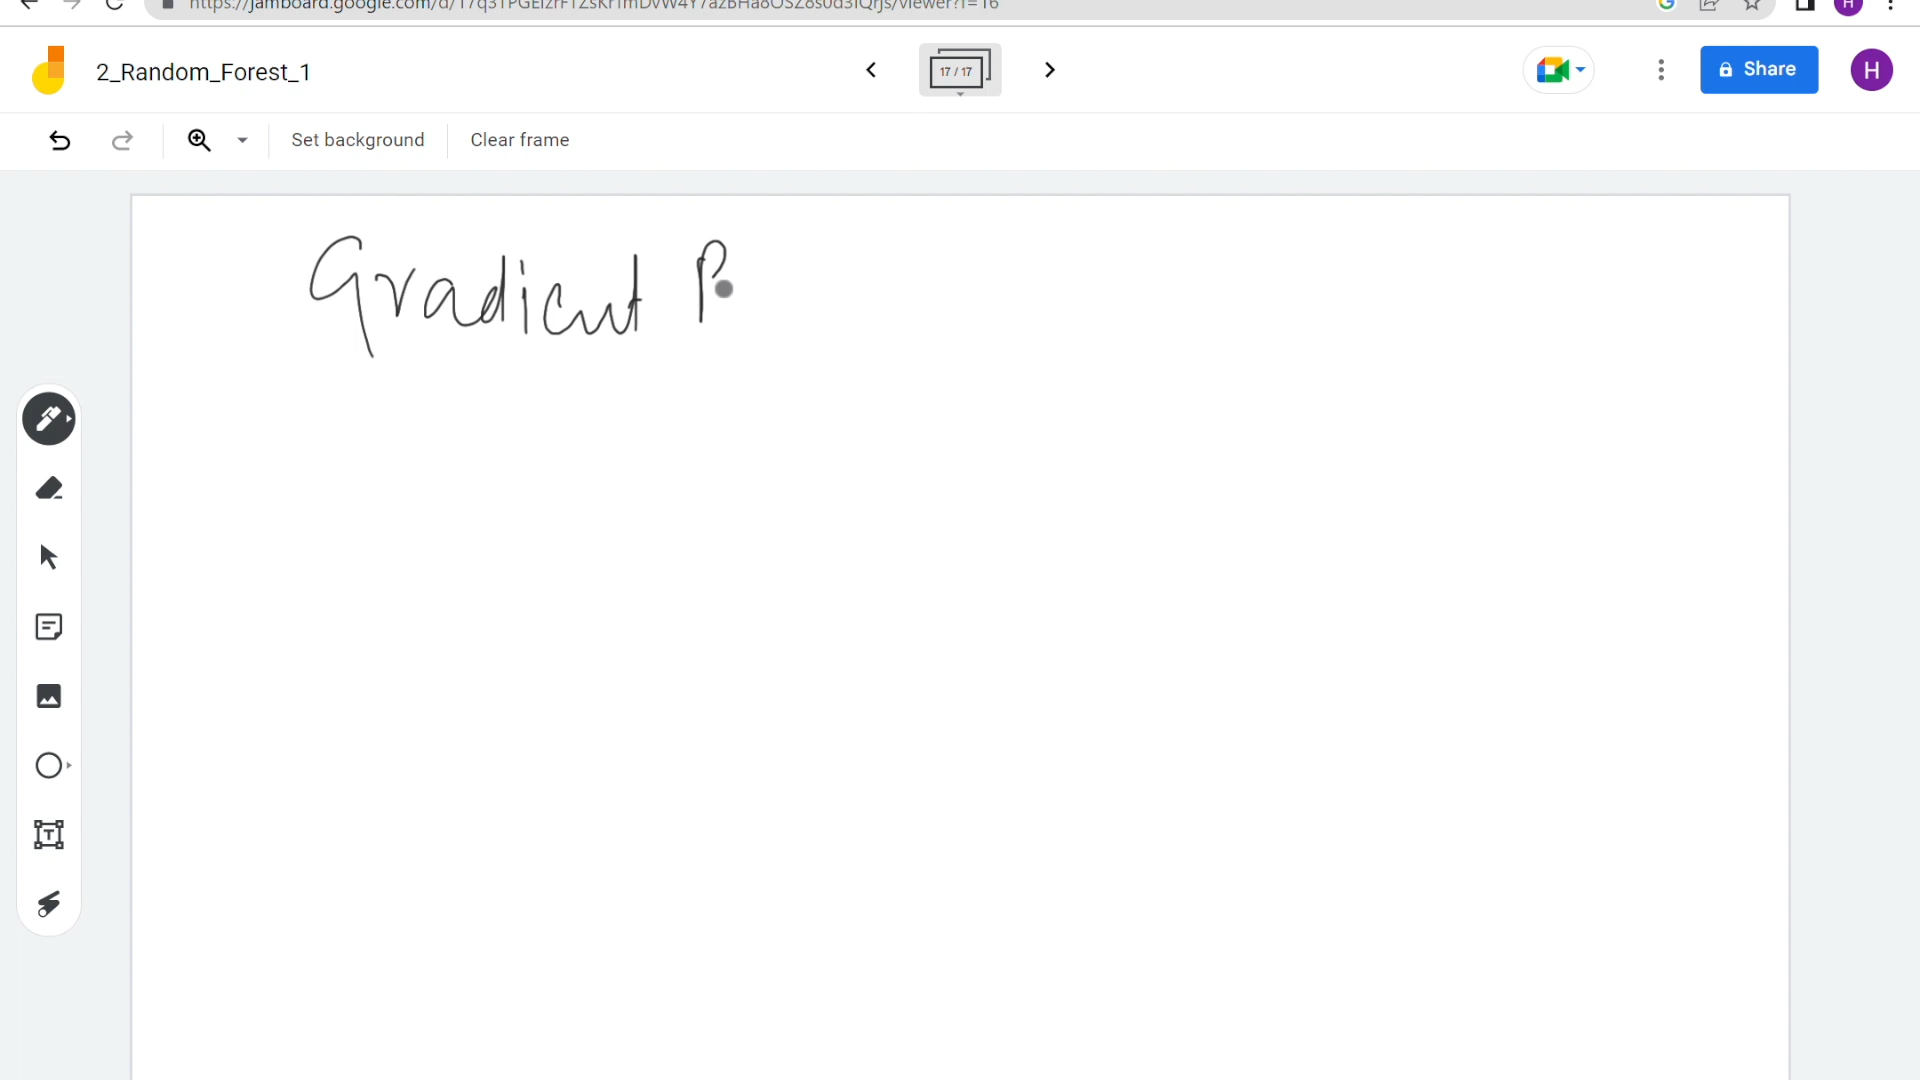 2_Random_Forest_1
17 / 17
Share
H
Set background
Clear frame
Gradient B